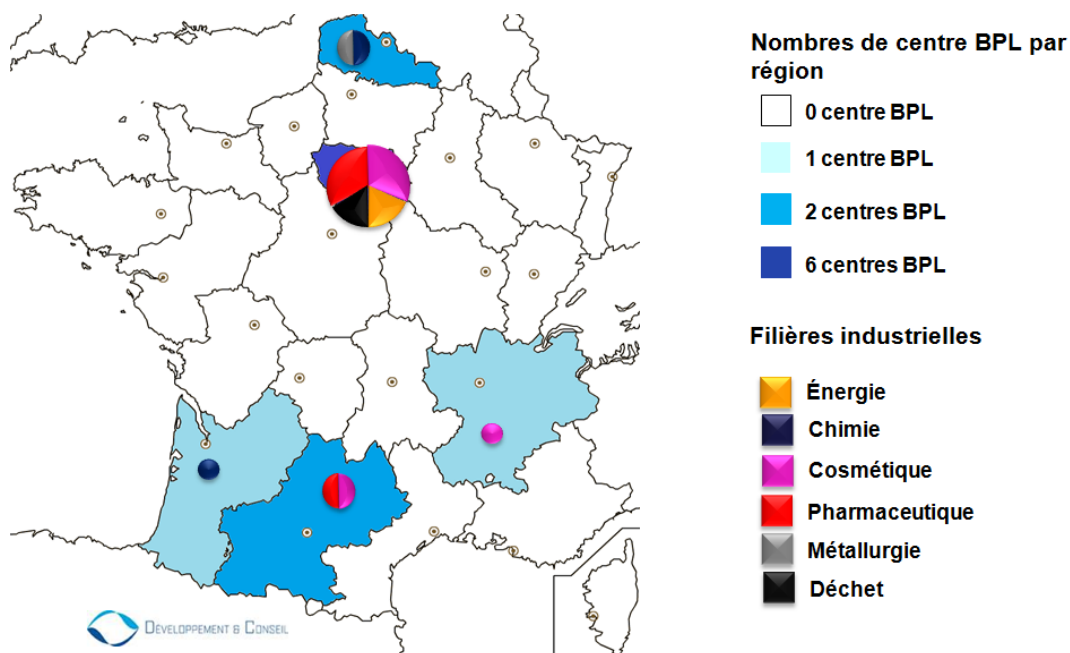 Nombres de centre BPL par
région
0 centre BPL
1 centre BPL
2 centres BPL
6 centres BPL
Filières industrielles
Énergie
Chimie
Cosmétique
Pharmaceutique
Métallurgie
Déchet
DÉVELOPPEMENT & CONSEIL